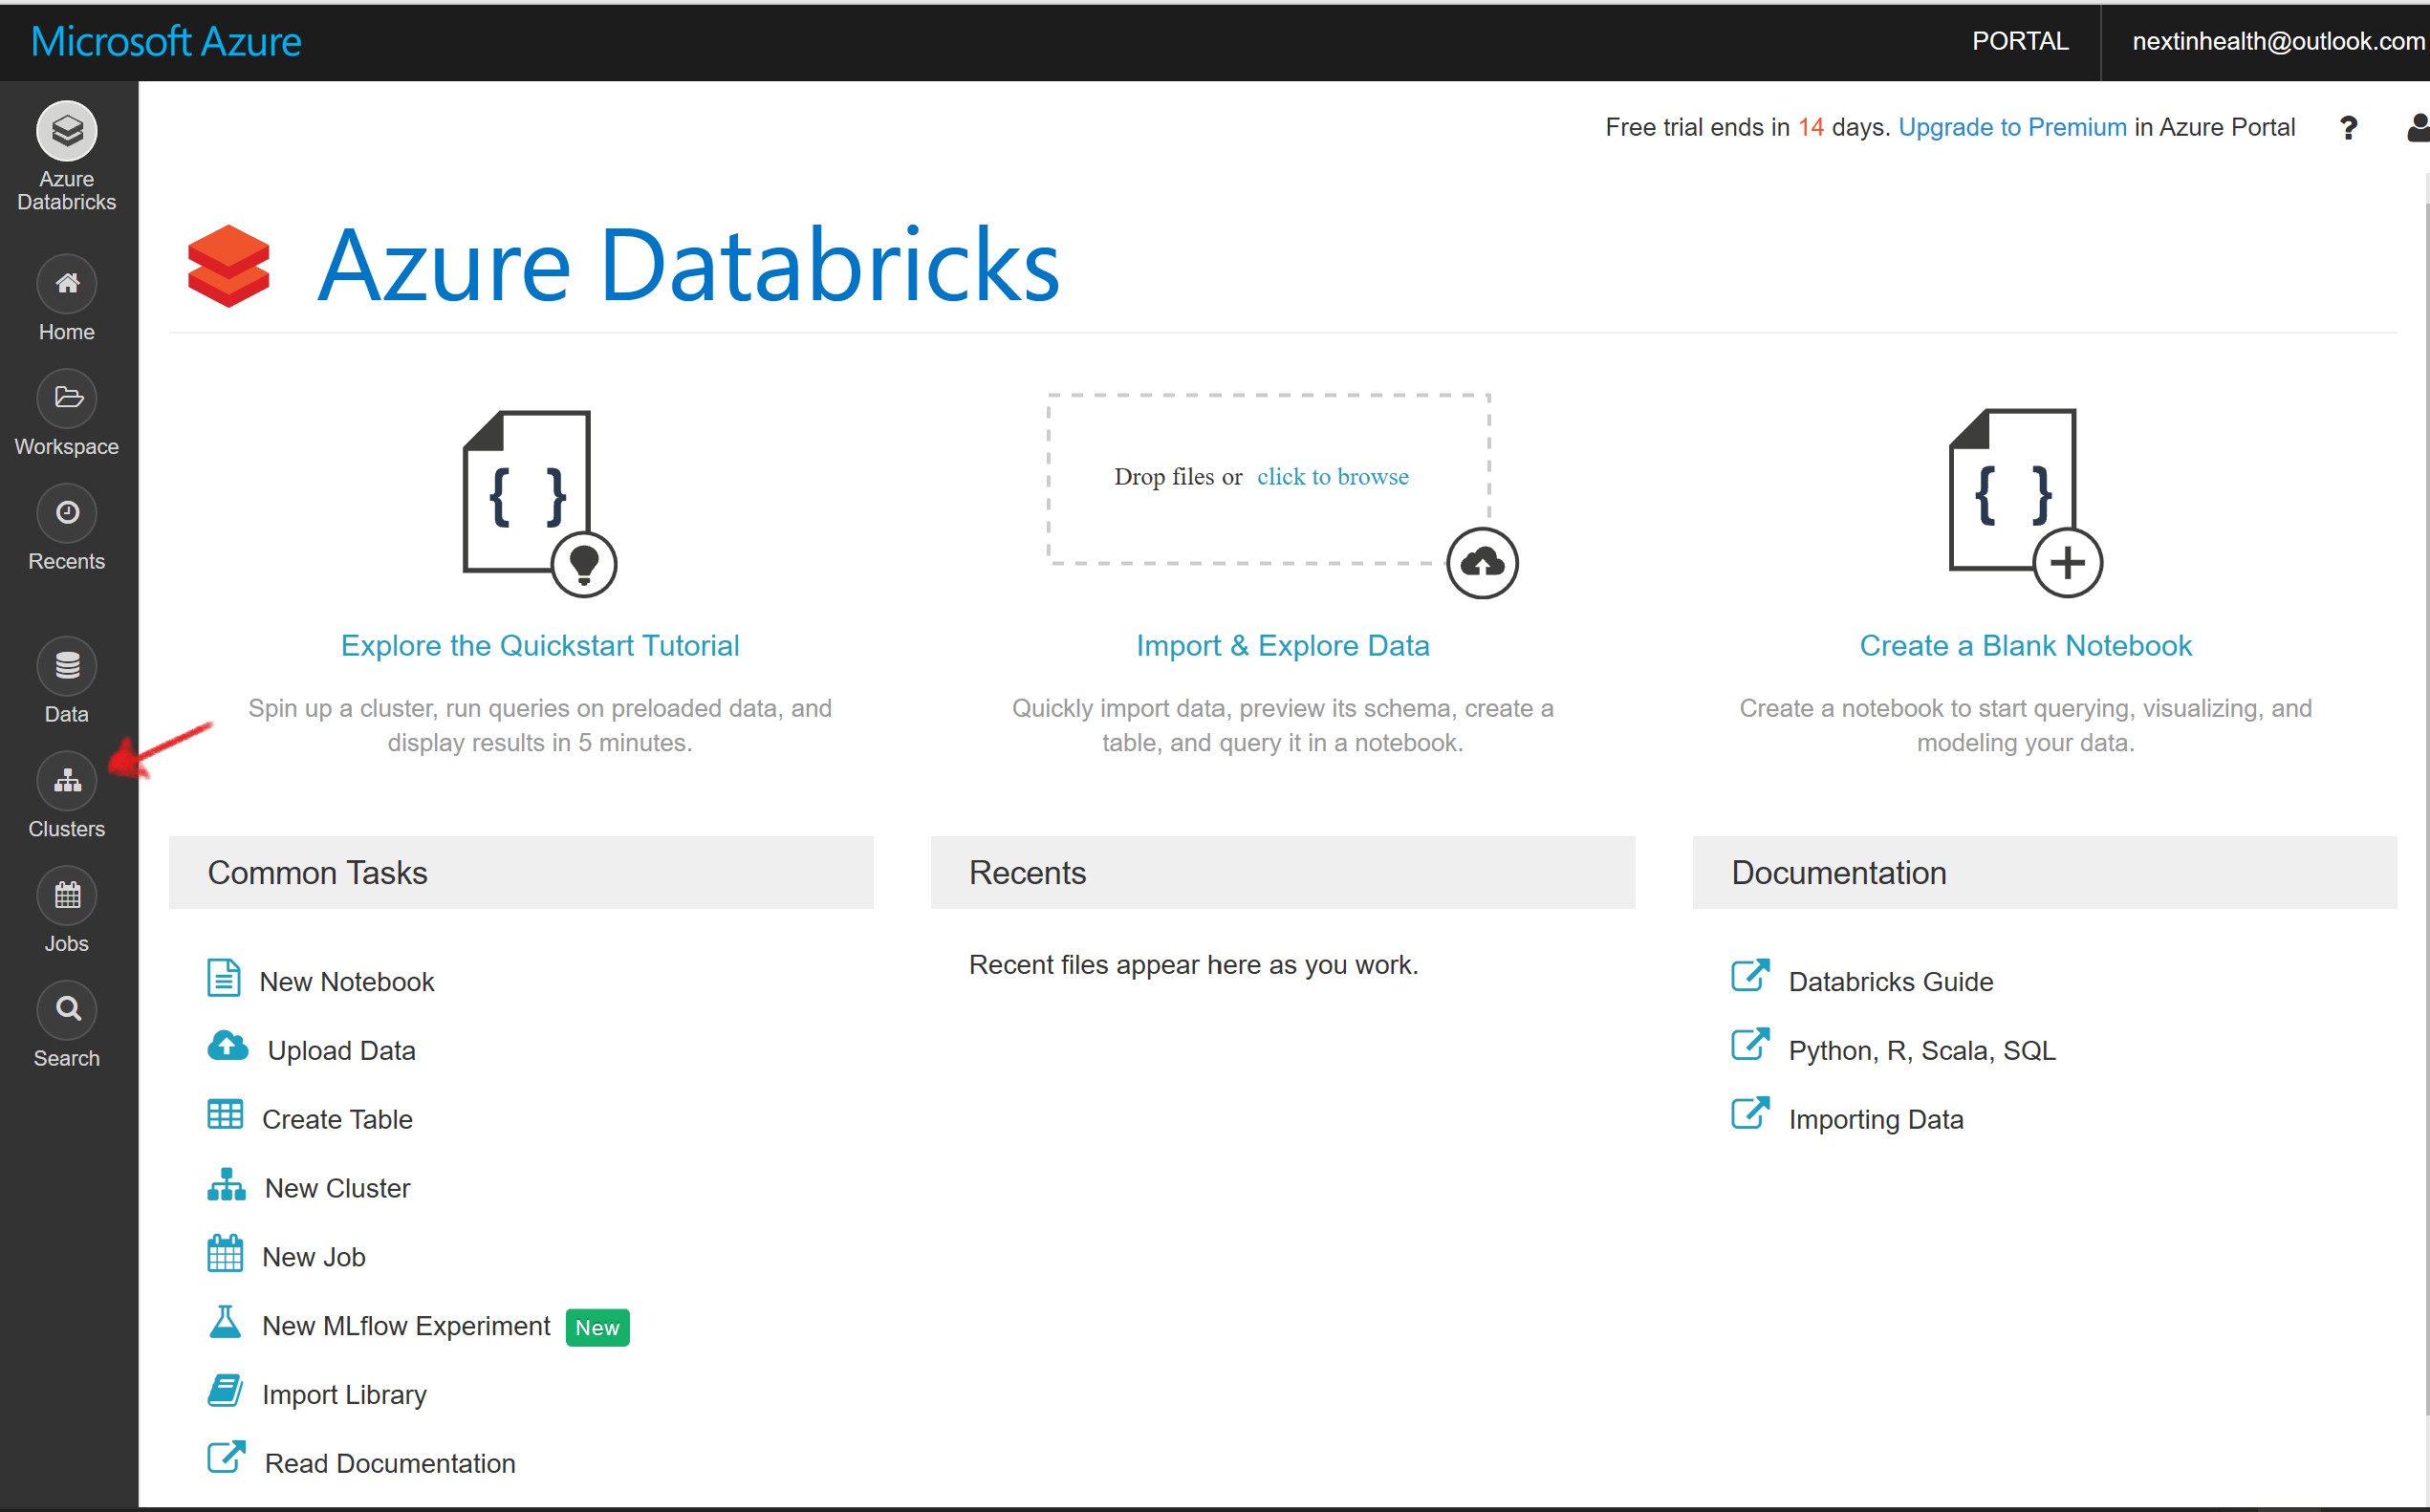 Microsoft Azure
PORTAL
nextinhealth@outlook.com
Free trial ends in 14 days. Upgrade to Premium in Azure Portal
?
Azure
Databricks
Home
Workspace
Recents
Data
Clusters
Jobs
Search
Azure Databricks
{ }
Explore the Quickstart Tutorial
Spin up a cluster, run queries on preloaded data, and
display results in 5 minutes.
Drop files or click to browse
Import & Explore Data
Quickly import data, preview its schema, create a
table, and query it in a notebook.
{ }
Create a Blank Notebook
Create a notebook to start querying, visualizing, and
modeling your data.
Common Tasks
New Notebook
Upload Data
Create Table
New Cluster
New Job
New MLflow Experiment New
Import Library
Read Documentation
Recents
Recent files appear here as you work.
Documentation
Databricks Guide
Python, R, Scala, SQL
Importing Data